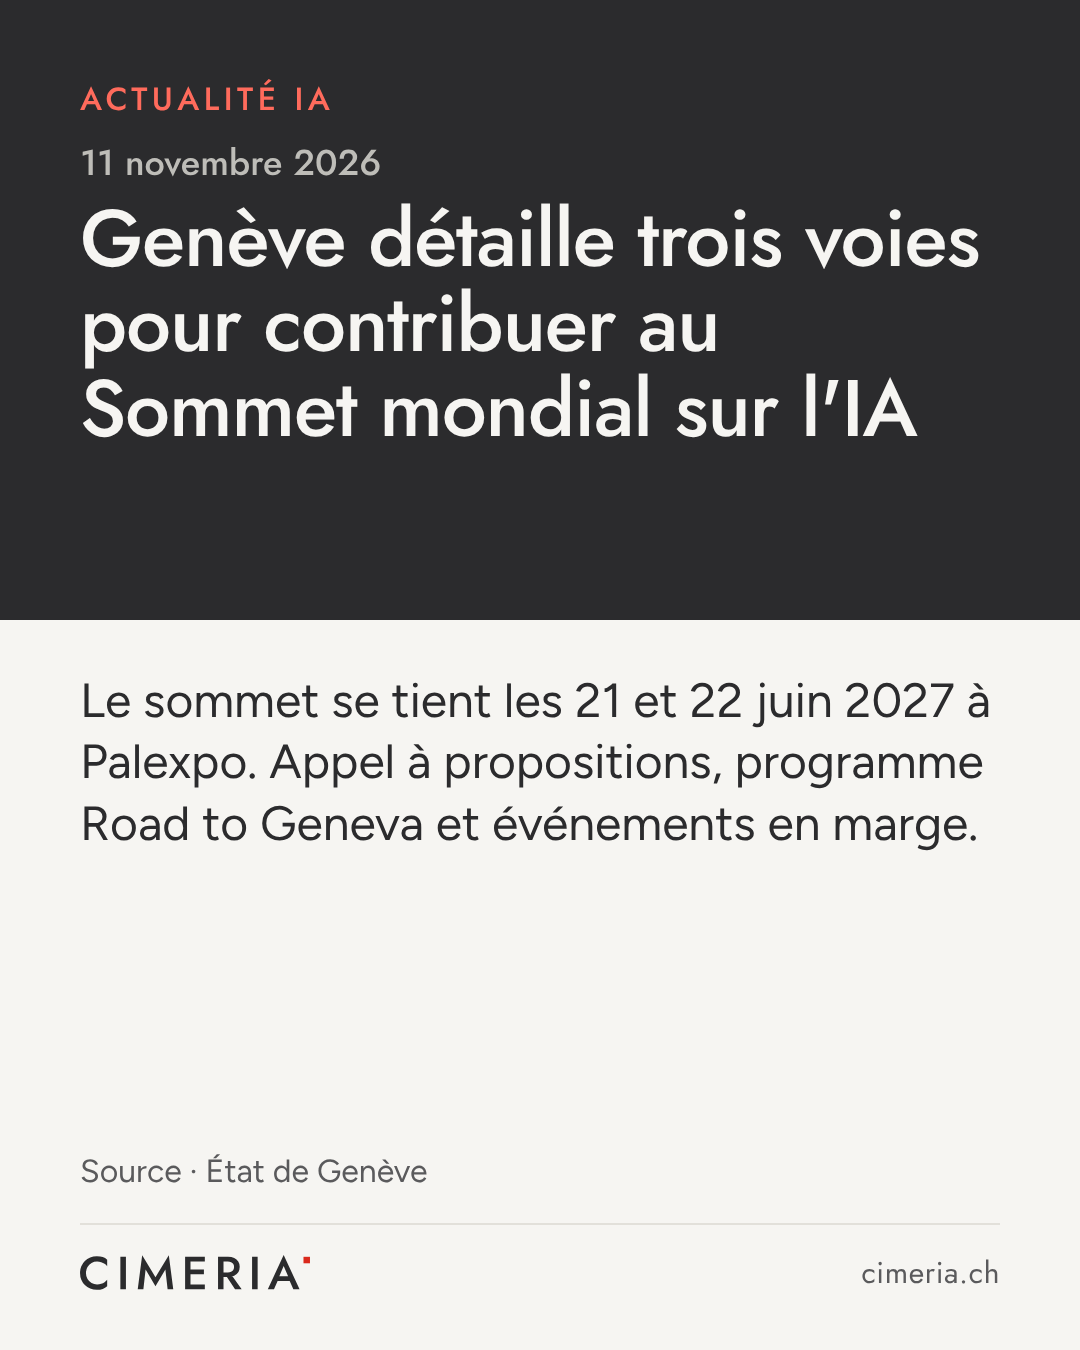 ACTUALITÉ IA
11 novembre 2026
Genève détaille trois voies
pour contribuer au
Sommet mondial sur l'IA
Le sommet se tient les 21 et 22 juin 2027 à
Palexpo. Appel à propositions, programme
Road to Geneva et événements en marge.
Source · État de Genève
CIMERIA
cimeria.ch